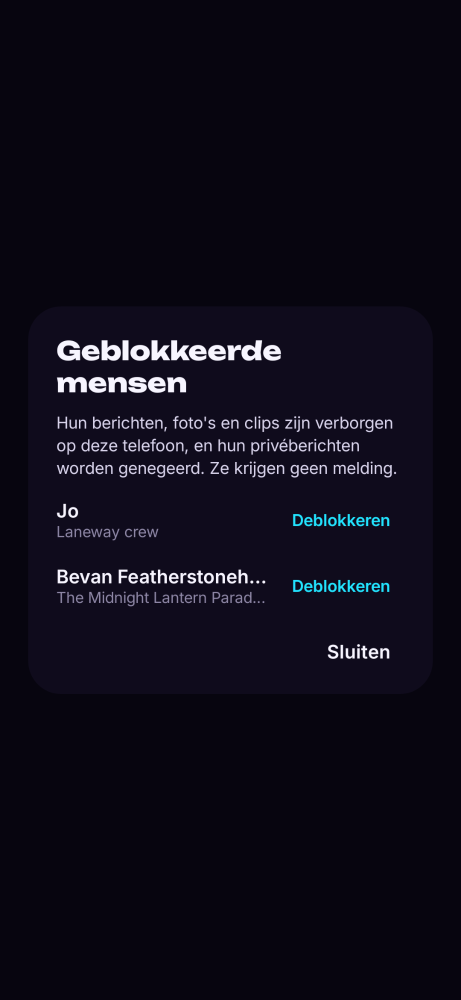 Geblokkeerde
mensen
Hun berichten, foto's en clips zijn verborgen
op deze telefoon, en hun privéberichten
worden genegeerd. Ze krijgen geen melding.
Jo
Laneway crew
Deblokkeren
Bevan Featherstoneh...
The Midnight Lantern Parad...
Deblokkeren
Sluiten